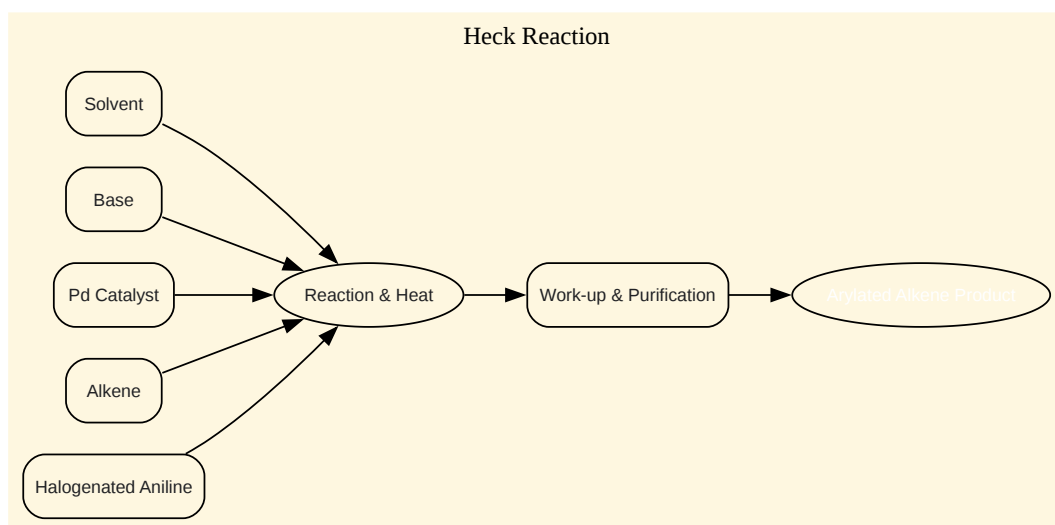 Heck Reaction
Solvent
Base
Pd Catalyst
Reaction & Heat
Work-up & Purification
Arylated Alkene Product
Alkene
Halogenated Aniline